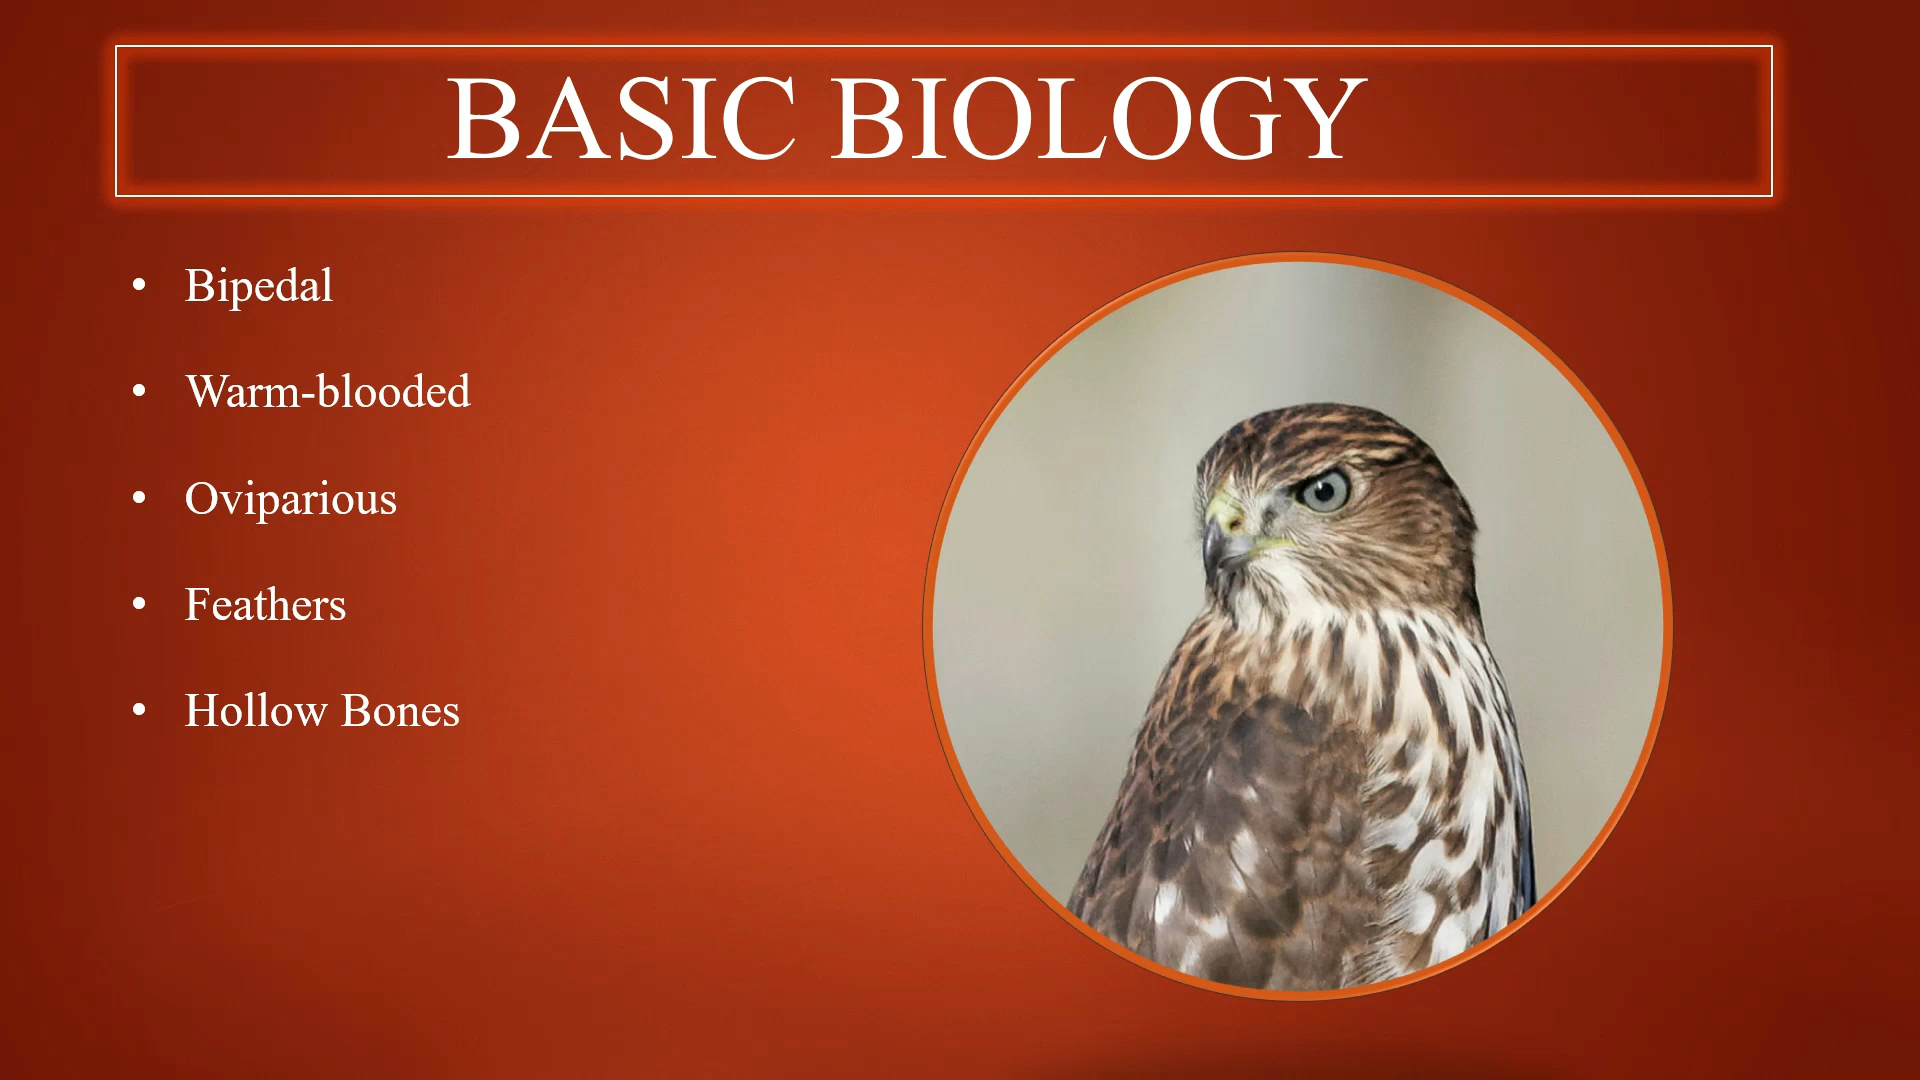 BASIC BIOLOGY
• Bipedal
• Warm-blooded
• Oviparious
• Feathers
• Hollow Bones